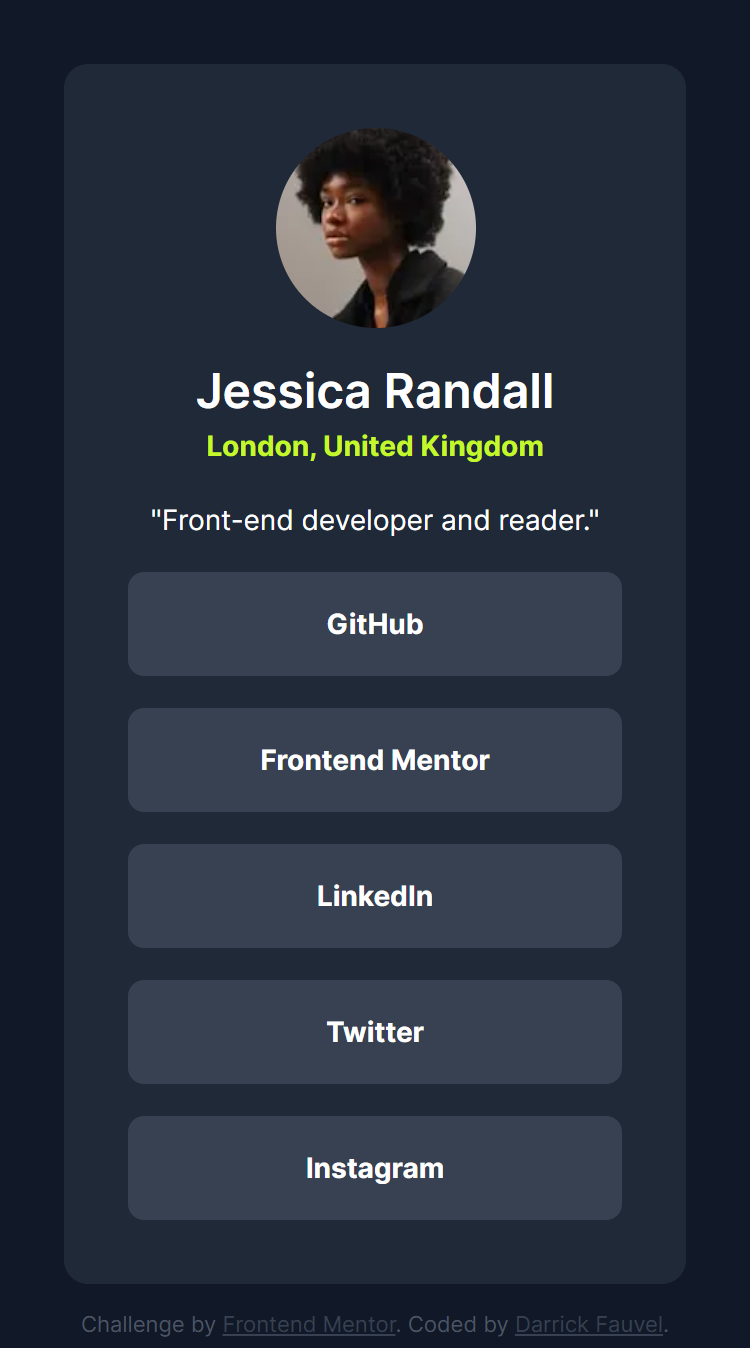 Jessica Randall
London, United Kingdom
"Front-end developer and reader."
GitHub
Frontend Mentor
LinkedIn
Twitter
Instagram
Challenge by Frontend Mentor. Coded by Darrick Fauvel.